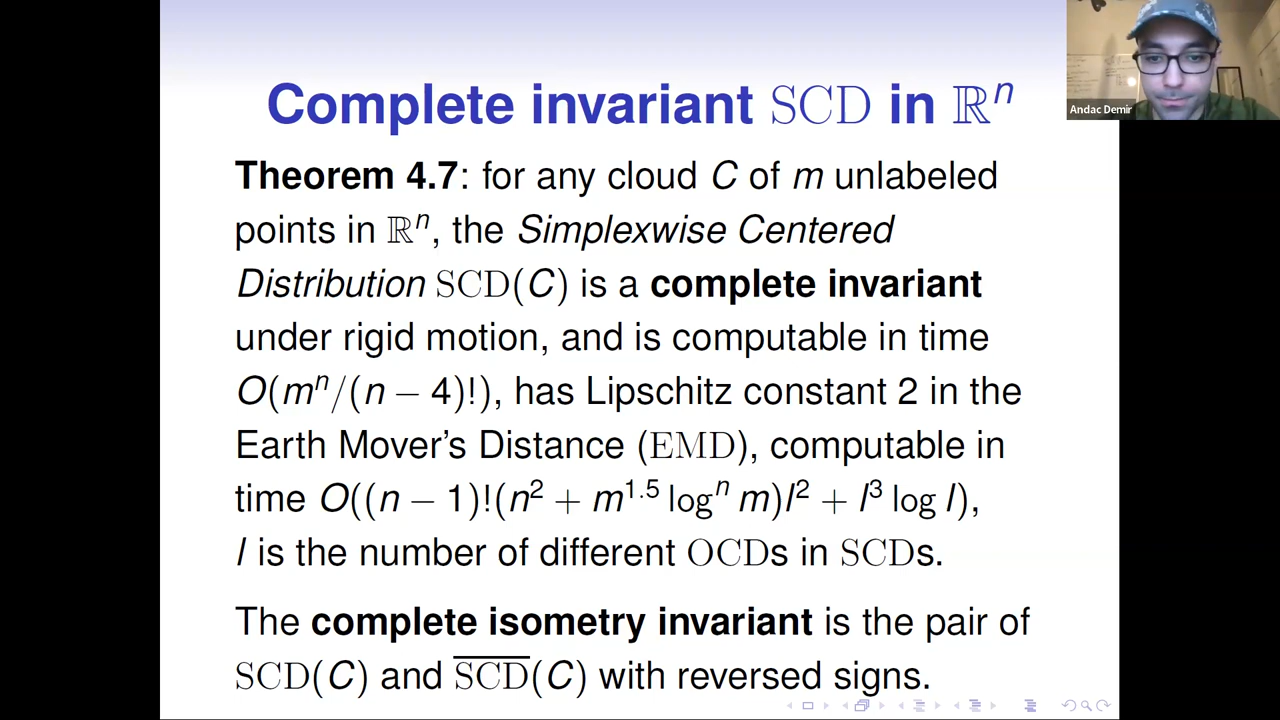 Complete invariant SCD in ℝⁿ
Andac Demir
Theorem 4.7: for any cloud C of m unlabeled
points in ℝⁿ, the Simplexwise Centered
Distribution SCD(C) is a complete invariant
under rigid motion, and is computable in time
O(mⁿ/(n − 4)!), has Lipschitz constant 2 in the
Earth Mover's Distance (EMD), computable in
time O((n − 1)!(n² + m¹·⁵ logⁿ m)l² + l³ log l),
l is the number of different OCDs in SCDs.
The complete isometry invariant is the pair of
SCD(C) and S̅C̅D̅(C) with reversed signs.